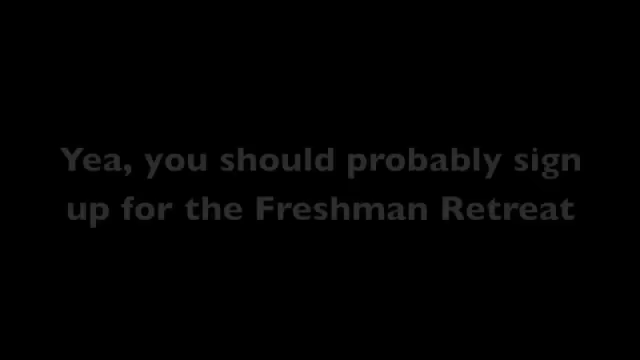 Yea, you should probably sign
up for the Freshman Retreat